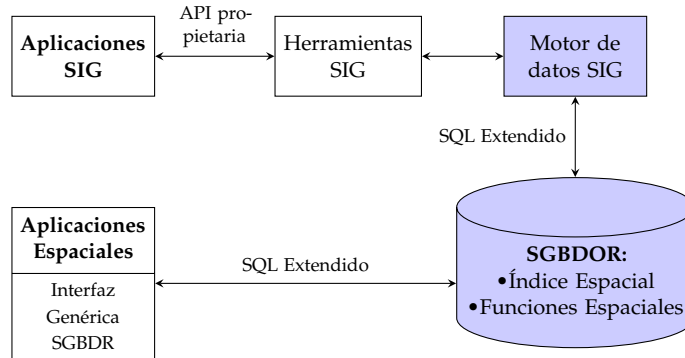 API pro-
pietaria
Aplicaciones
SIG
Herramientas
SIG
Motor de
datos SIG
SQL Extendido
Aplicaciones
Espaciales
Interfaz
Genérica
SGBDR
SQL Extendido
SGBDOR:
•Índice Espacial
•Funciones Espaciales